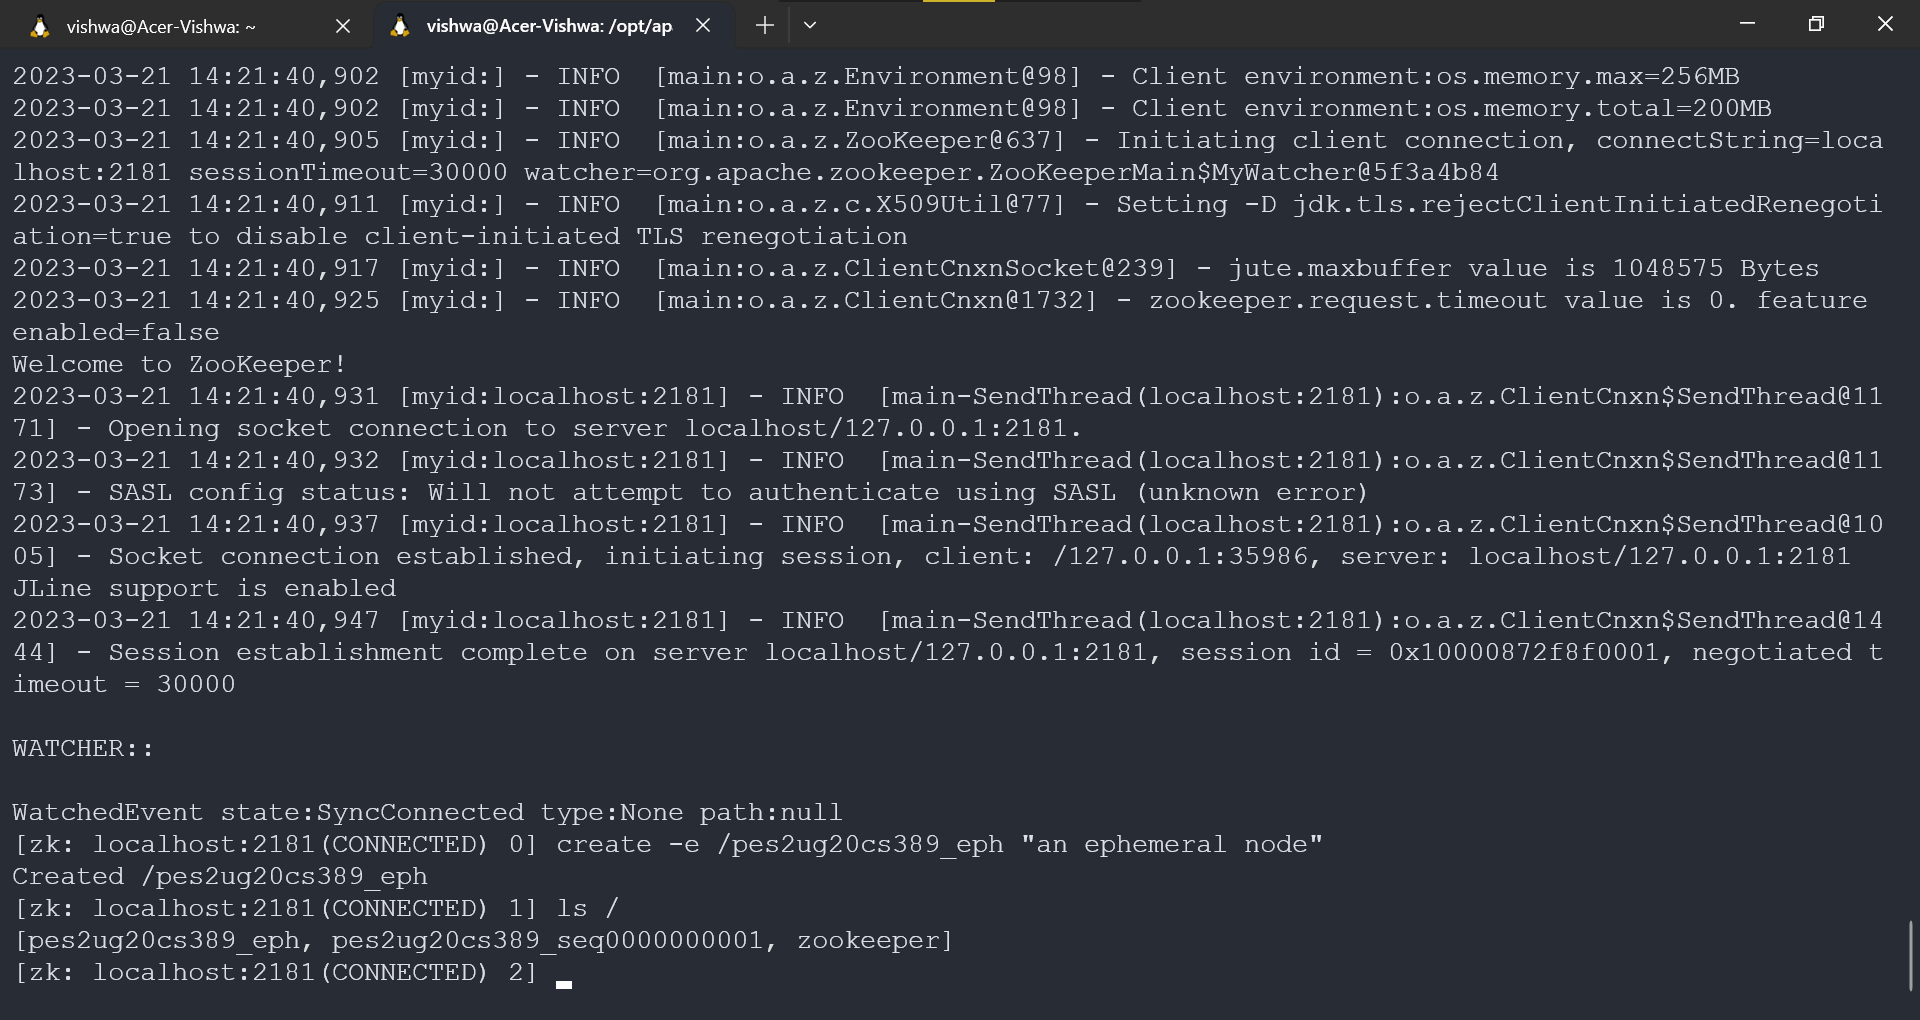 vishwa@Acer-Vishwa: ~
vishwa@Acer-Vishwa: /opt/ap
2023-03-21 14:21:40,902 [myid:] - INFO  [main:o.a.z.Environment@98] - Client environment:os.memory.max=256MB
2023-03-21 14:21:40,902 [myid:] - INFO  [main:o.a.z.Environment@98] - Client environment:os.memory.total=200MB
2023-03-21 14:21:40,905 [myid:] - INFO  [main:o.a.z.ZooKeeper@637] - Initiating client connection, connectString=loca
lhost:2181 sessionTimeout=30000 watcher=org.apache.zookeeper.ZooKeeperMain$MyWatcher@5f3a4b84
2023-03-21 14:21:40,911 [myid:] - INFO  [main:o.a.z.c.X509Util@77] - Setting -D jdk.tls.rejectClientInitiatedRenegoti
ation=true to disable client-initiated TLS renegotiation
2023-03-21 14:21:40,917 [myid:] - INFO  [main:o.a.z.ClientCnxnSocket@239] - jute.maxbuffer value is 1048575 Bytes
2023-03-21 14:21:40,925 [myid:] - INFO  [main:o.a.z.ClientCnxn@1732] - zookeeper.request.timeout value is 0. feature
enabled=false
Welcome to ZooKeeper!
2023-03-21 14:21:40,931 [myid:localhost:2181] - INFO  [main-SendThread(localhost:2181):o.a.z.ClientCnxn$SendThread@11
71] - Opening socket connection to server localhost/127.0.0.1:2181.
2023-03-21 14:21:40,932 [myid:localhost:2181] - INFO  [main-SendThread(localhost:2181):o.a.z.ClientCnxn$SendThread@11
73] - SASL config status: Will not attempt to authenticate using SASL (unknown error)
2023-03-21 14:21:40,937 [myid:localhost:2181] - INFO  [main-SendThread(localhost:2181):o.a.z.ClientCnxn$SendThread@10
05] - Socket connection established, initiating session, client: /127.0.0.1:35986, server: localhost/127.0.0.1:2181
JLine support is enabled
2023-03-21 14:21:40,947 [myid:localhost:2181] - INFO  [main-SendThread(localhost:2181):o.a.z.ClientCnxn$SendThread@14
44] - Session establishment complete on server localhost/127.0.0.1:2181, session id = 0x10000872f8f0001, negotiated t
imeout = 30000
WATCHER::
WatchedEvent state:SyncConnected type:None path:null
[zk: localhost:2181(CONNECTED) 0] create -e /pes2ug20cs389_eph "an ephemeral node"
Created /pes2ug20cs389_eph
[zk: localhost:2181(CONNECTED) 1] ls /
[pes2ug20cs389_eph, pes2ug20cs389_seq0000000001, zookeeper]
[zk: localhost:2181(CONNECTED) 2]